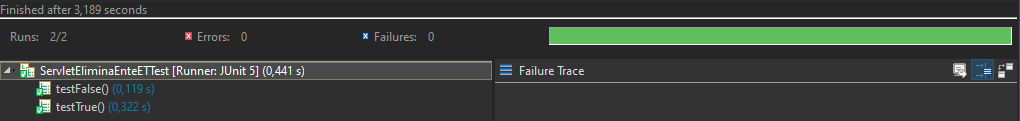 Finished after 3,189 seconds
Runs: 2/2 Errors: 0 Failures: 0
ServletEliminaEnteETTest [Runner: JUnit 5] (0,441 s)
testFalse() (0,119 s)
testTrue() (0,322 s)
Failure Trace